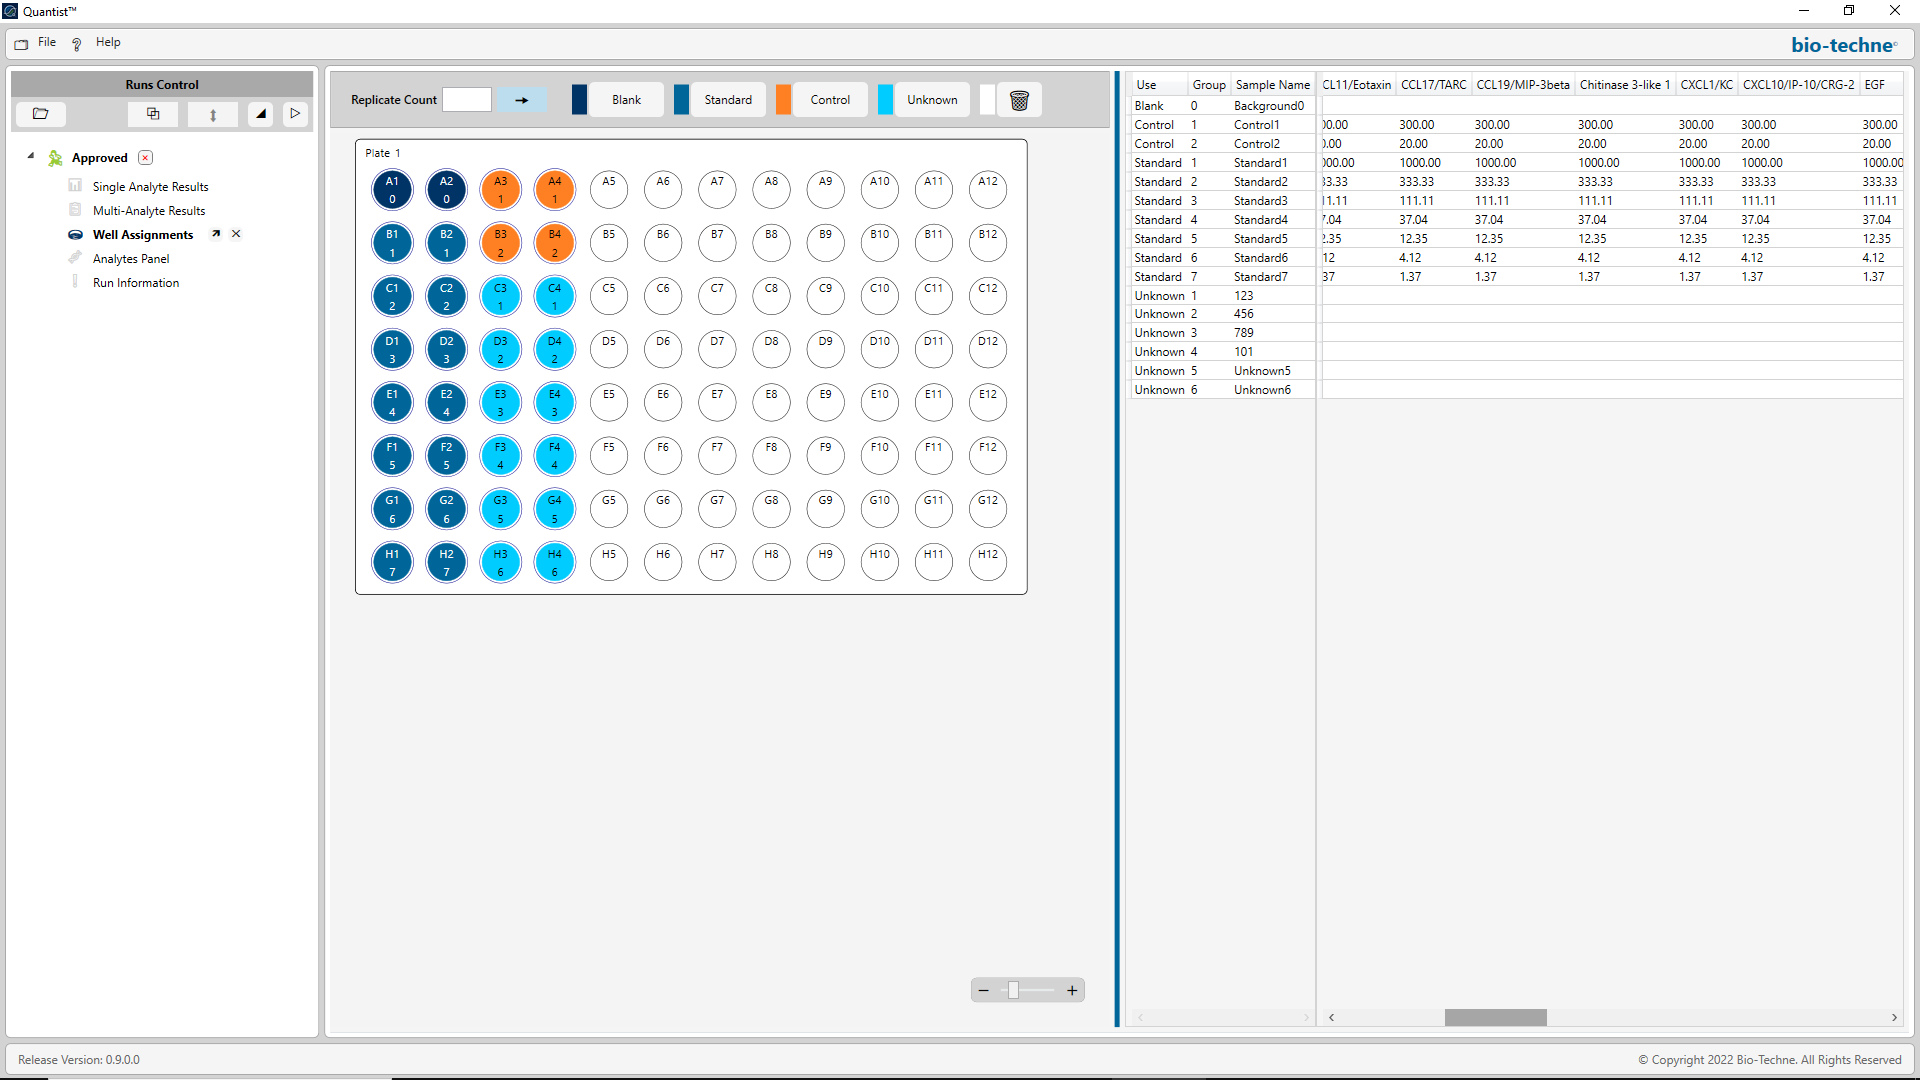 Quantist™
File ? Help
bio-techne
Runs Control
Approved
Single Analyte Results
Multi-Analyte Results
Well Assignments
Analytes Panel
Run Information
Replicate Count Blank Standard Control Unknown
Plate 1
A1 A2 A3 A4 A5 A6 A7 A8 A9 A10 A11 A12
0 0 1 1
B1 B2 B3 B4 B5 B6 B7 B8 B9 B10 B11 B12
1 1 2 2
C1 C2 C3 C4 C5 C6 C7 C8 C9 C10 C11 C12
2 2 1 1
D1 D2 D3 D4 D5 D6 D7 D8 D9 D10 D11 D12
3 3 2 2
E1 E2 E3 E4 E5 E6 E7 E8 E9 E10 E11 E12
4 4 3 3
F1 F2 F3 F4 F5 F6 F7 F8 F9 F10 F11 F12
5 5 4 4
G1 G2 G3 G4 G5 G6 G7 G8 G9 G10 G11 G12
6 6 5 5
H1 H2 H3 H4 H5 H6 H7 H8 H9 H10 H11 H12
7 7 6 6
Use Group Sample Name CL11/Eotaxin CCL17/TARC CCL19/MIP-3beta Chitinase 3-like 1 CXCL1/KC CXCL10/IP-10/CRG-2 EGF
Blank 0 Background0
Control 1 Control1 00.00 300.00 300.00 300.00 300.00 300.00 300.00
Control 2 Control2 0.00 20.00 20.00 20.00 20.00 20.00 20.00
Standard 1 Standard1 000.00 1000.00 1000.00 1000.00 1000.00 1000.00 1000.00
Standard 2 Standard2 33.33 333.33 333.33 333.33 333.33 333.33 333.33
Standard 3 Standard3 11.11 111.11 111.11 111.11 111.11 111.11 111.11
Standard 4 Standard4 7.04 37.04 37.04 37.04 37.04 37.04 37.04
Standard 5 Standard5 2.35 12.35 12.35 12.35 12.35 12.35 12.35
Standard 6 Standard6 12 4.12 4.12 4.12 4.12 4.12 4.12
Standard 7 Standard7 37 1.37 1.37 1.37 1.37 1.37 1.37
Unknown 1 123
Unknown 2 456
Unknown 3 789
Unknown 4 101
Unknown 5 Unknown5
Unknown 6 Unknown6
Release Version: 0.9.0.0
© Copyright 2022 Bio-Techne. All Rights Reserved